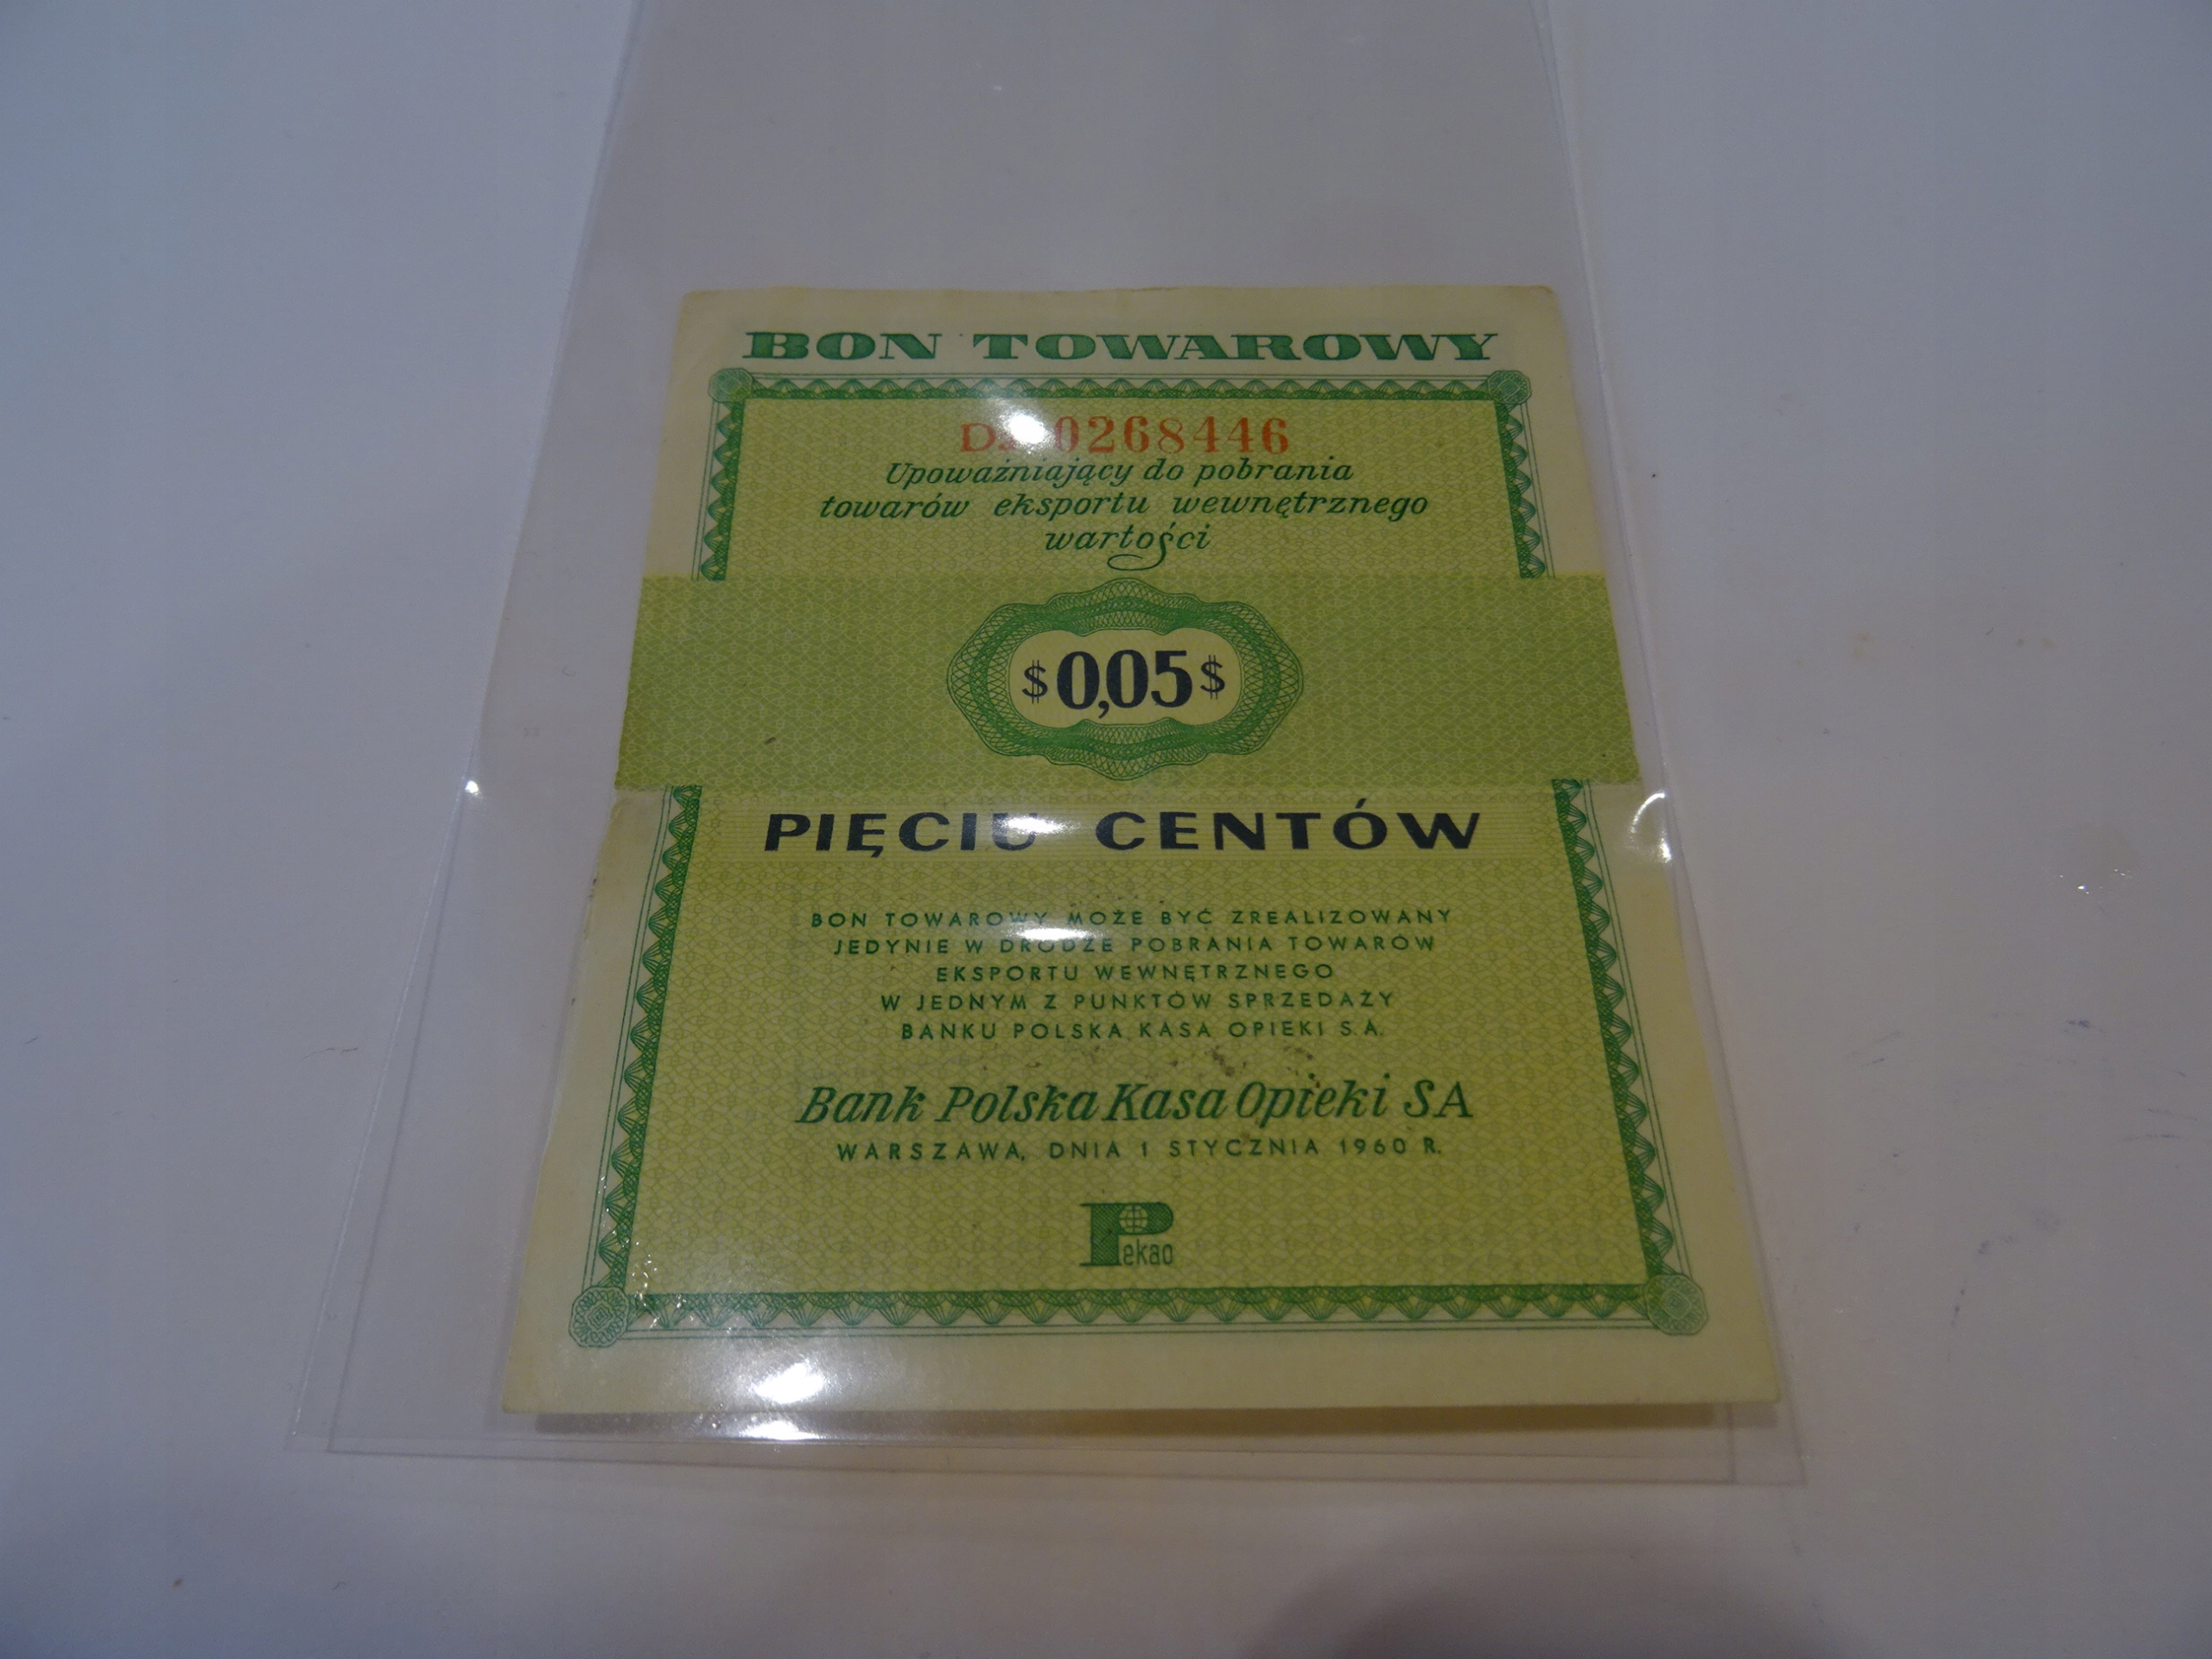 BON TOWAROWY
0268446
Upoważniający do pobrania
towarów eksportu wewnętrznego
wartości
$0,05$
PIĘCIU CENTÓW
BON TOWAROWY MOŻE BYĆ ZREALIZOWANY
JEDYNIE W DRODZE POBRANIA TOWARÓW
EKSPORTU WEWNĘTRZNEGO
W JEDNYM Z PUNKTÓW SPRZEDAŻY
BANKU POLSKA KASA OPIEKI S.A.
Bank Polska Kasa Opieki SA
WARSZAWA, DNIA 1 STYCZNIA 1960 R.
Pekao